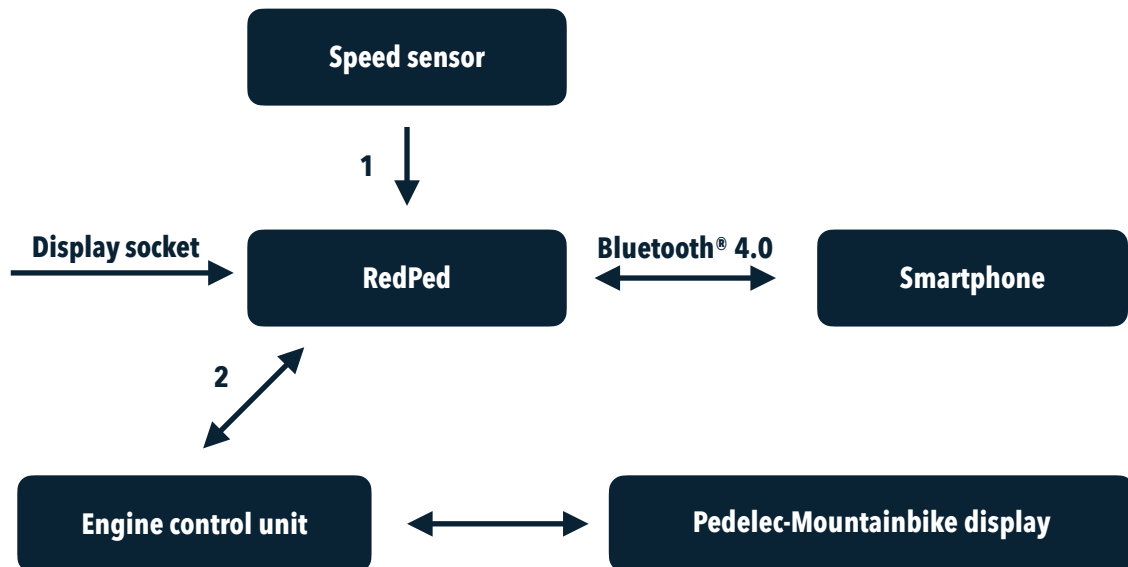 Speed sensor
1
Display socket
RedPed
Bluetooth® 4.0
Smartphone
2
Engine control unit
Pedelec-Mountainbike display